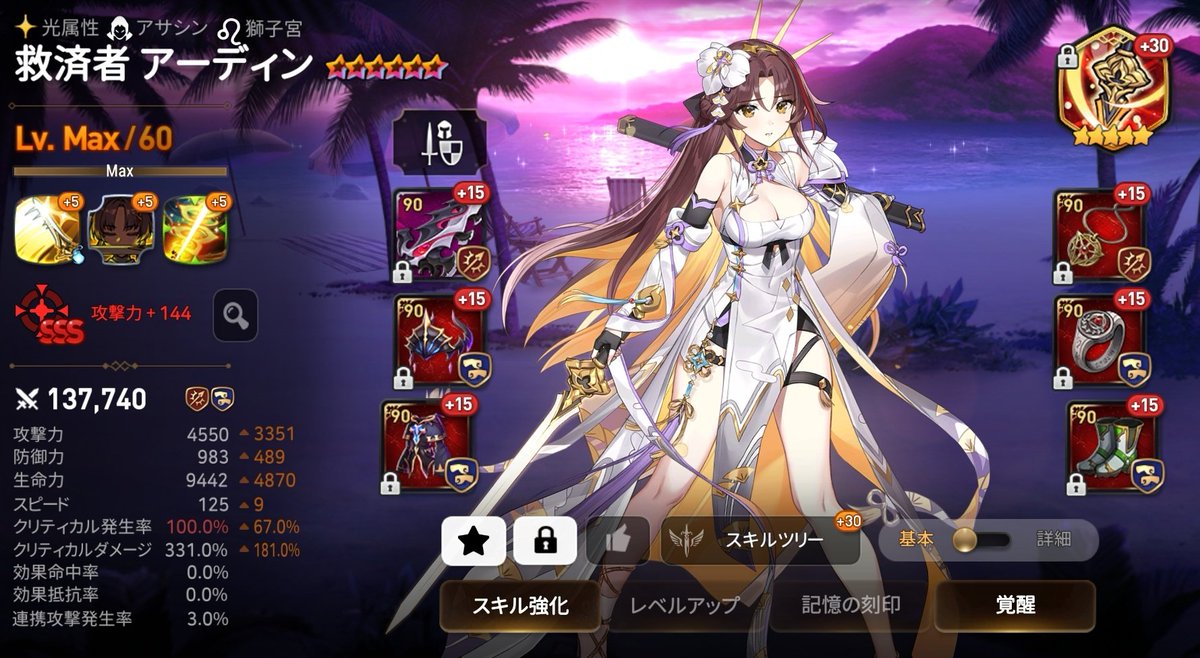 光属性 アサシン 獅子宮
救済者 アーディン
Lv. Max/60
Max
+5 +5 +5
SSS 攻撃力+144
137,740
攻撃力 4550 3351
防御力 983 489
生命力 9442 4870
スピード 125 9
クリティカル発生率 100.0% 67.0%
クリティカルダメージ 331.0% 181.0%
効果命中率 0.0%
効果抵抗率 0.0%
連携攻撃発生率 3.0%
90 +15
90 +15
90 +15
+30
90 +15
90 +15
90 +15
スキルツリー +30
基本 詳細
スキル強化 レベルアップ 記憶の刻印 覚醒